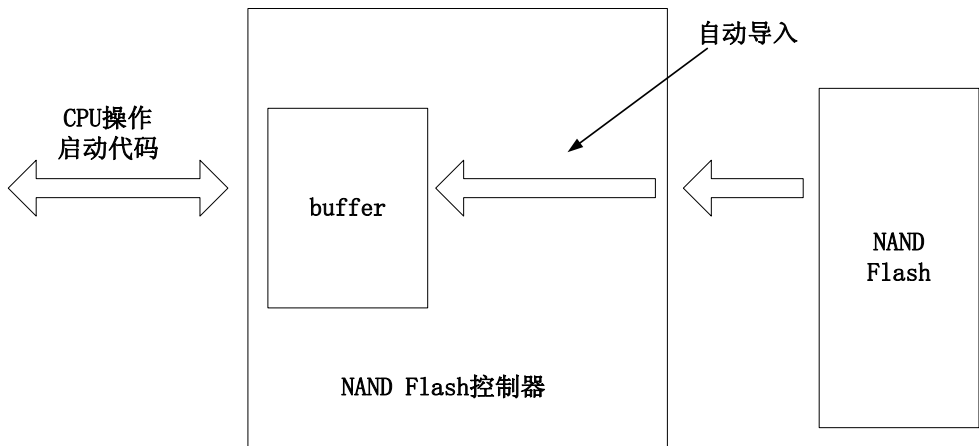 自动导入
CPU操作
启动代码
buffer
NAND
Flash
NAND Flash控制器